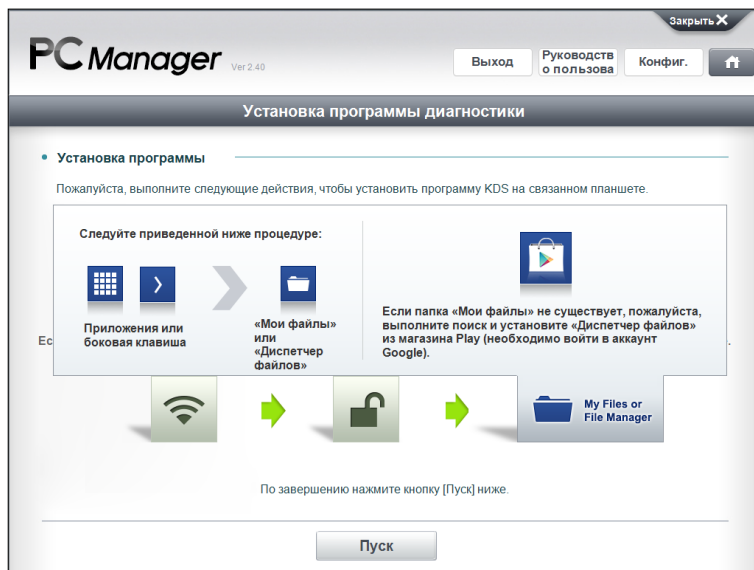 Закрыть X
PC Manager Ver 2.40
Выход
Руководств
о пользова
Конфиг.
Установка программы диагностики
Установка программы
Пожалуйста, выполните следующие действия, чтобы установить программу KDS на связанном планшете.
Следуйте приведенной ниже процедуре:
Приложения или
боковая клавиша
«Мои файлы»
или
«Диспетчер
файлов»
Если папка «Мои файлы» не существует, пожалуйста,
выполните поиск и установите «Диспетчер файлов»
из магазина Play (необходимо войти в аккаунт
Google).
Ес
My Files or
File Manager
По завершению нажмите кнопку [Пуск] ниже.
Пуск